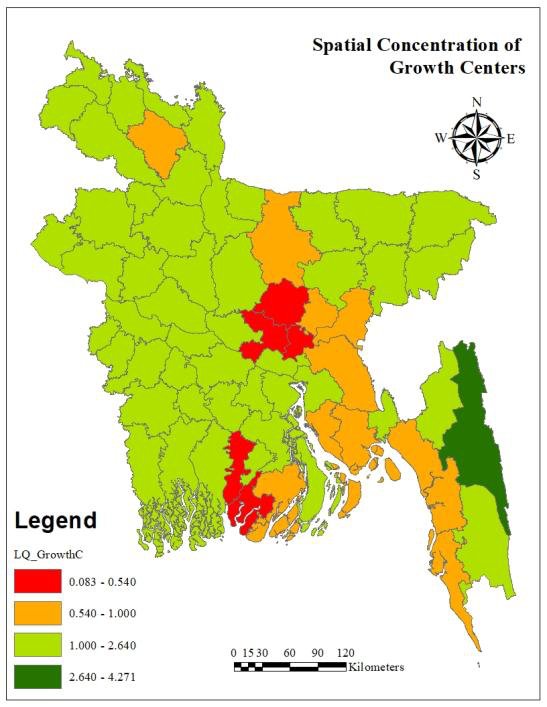 Spatial Concentration of
Growth Centers
N
W E
S
Legend
LQ_GrowthC
0.083 - 0.540
0.540 - 1.000
1.000 - 2.640
2.640 - 4.271
0 15 30 60 90 120
Kilometers